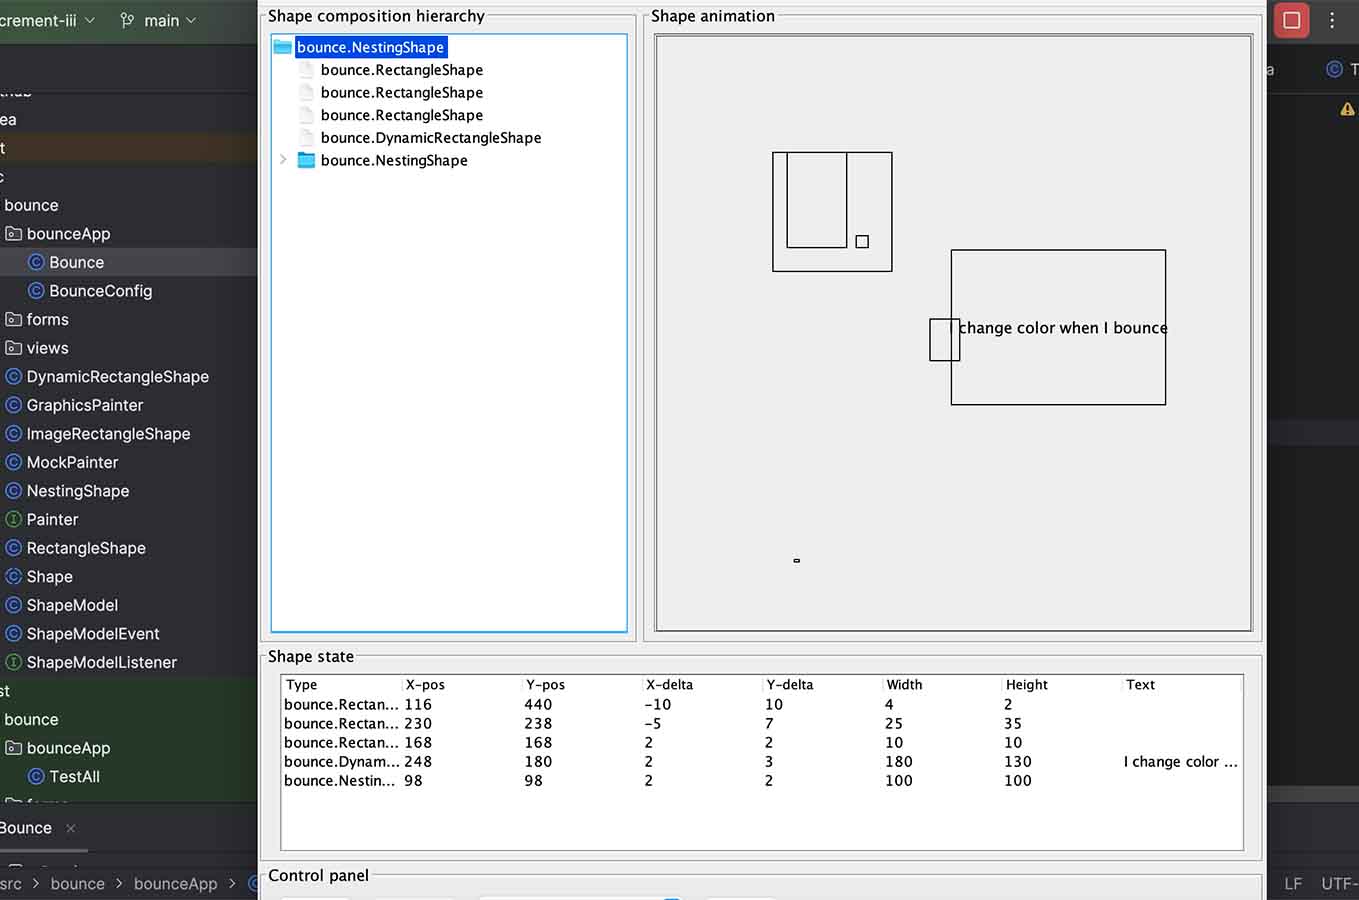 crement-iii
main
ea
t
c
bounce
bounceApp
Bounce
BounceConfig
forms
views
DynamicRectangleShape
GraphicsPainter
ImageRectangleShape
MockPainter
NestingShape
Painter
RectangleShape
Shape
ShapeModel
ShapeModelEvent
ShapeModelListener
st
bounce
bounceApp
TestAll
Bounce ×
src > bounce > bounceApp >
Shape composition hierarchy
bounce.NestingShape
bounce.RectangleShape
bounce.RectangleShape
bounce.RectangleShape
bounce.DynamicRectangleShape
bounce.NestingShape
Shape animation
I change color when I bounce
Shape state
Type X-pos Y-pos X-delta Y-delta Width Height Text
bounce.Rectan... 116 440 -10 10 4 2
bounce.Rectan... 230 238 -5 7 25 35
bounce.Rectan... 168 168 2 2 10 10
bounce.Dynam... 248 180 2 3 180 130 I change color ...
bounce.Nestin... 98 98 2 2 100 100
Control panel
a
T
LF UTF-